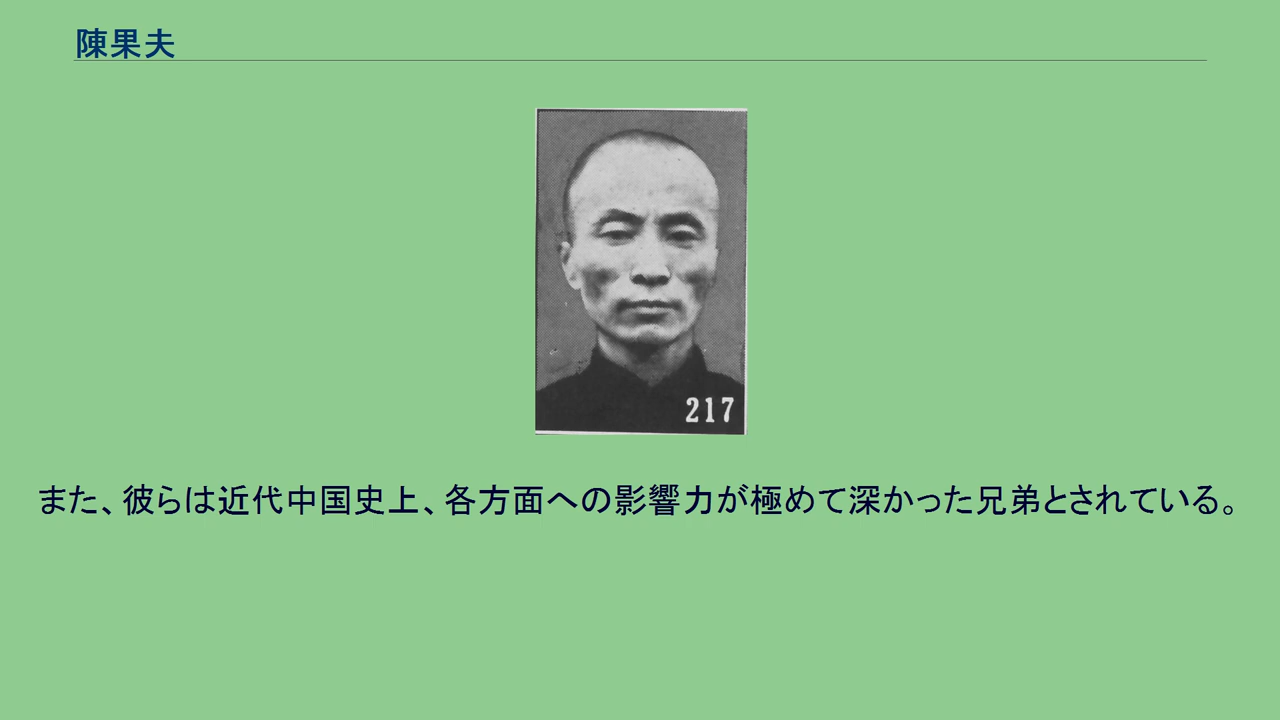 陳果夫
217
また、彼らは近代中国史上、各方面への影響力が極めて深かった兄弟とされている。